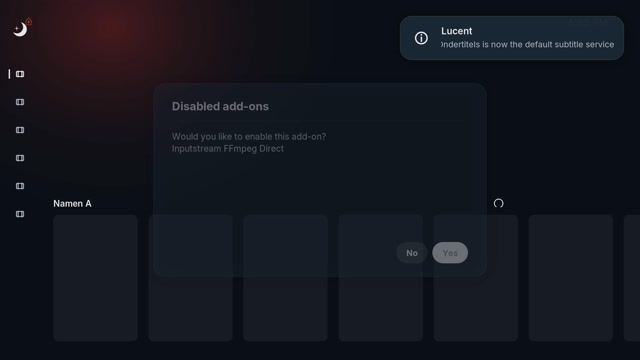 Lucent
Ondertitels is now the default subtitle service
Disabled add-ons
Would you like to enable this add-on?
Inputstream FFmpeg Direct
Namen A
No
Yes